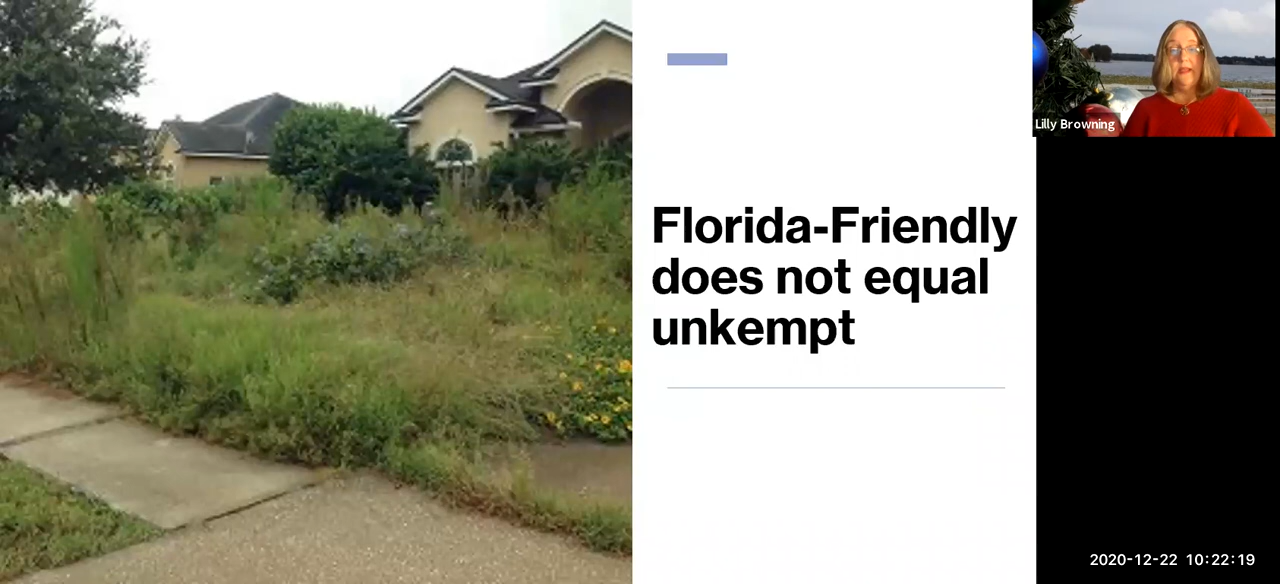 Florida-Friendly
does not equal
unkempt
Lilly Browning
2020-12-22 10:22:19